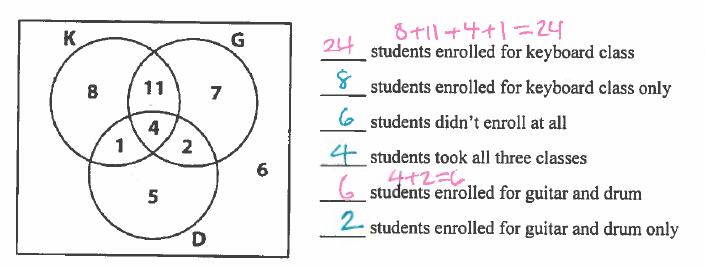 K
G
8
11
7
4
1
2
6
5
D
8+11+4+1=24
24 students enrolled for keyboard class
8 students enrolled for keyboard class only
6 students didn't enroll at all
4 students took all three classes
4+2=6
6 students enrolled for guitar and drum
2 students enrolled for guitar and drum only